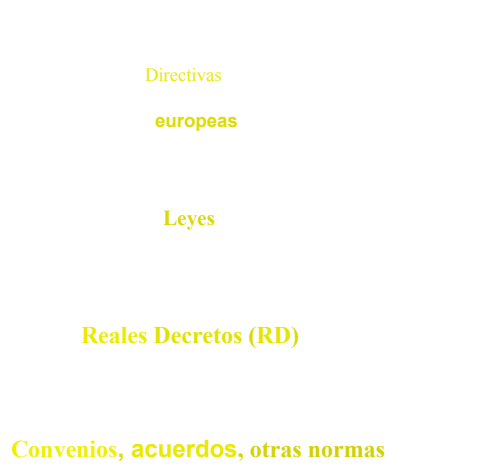 Directivas
europeas
Leyes
Reales Decretos (RD)
Convenios, acuerdos, otras normas